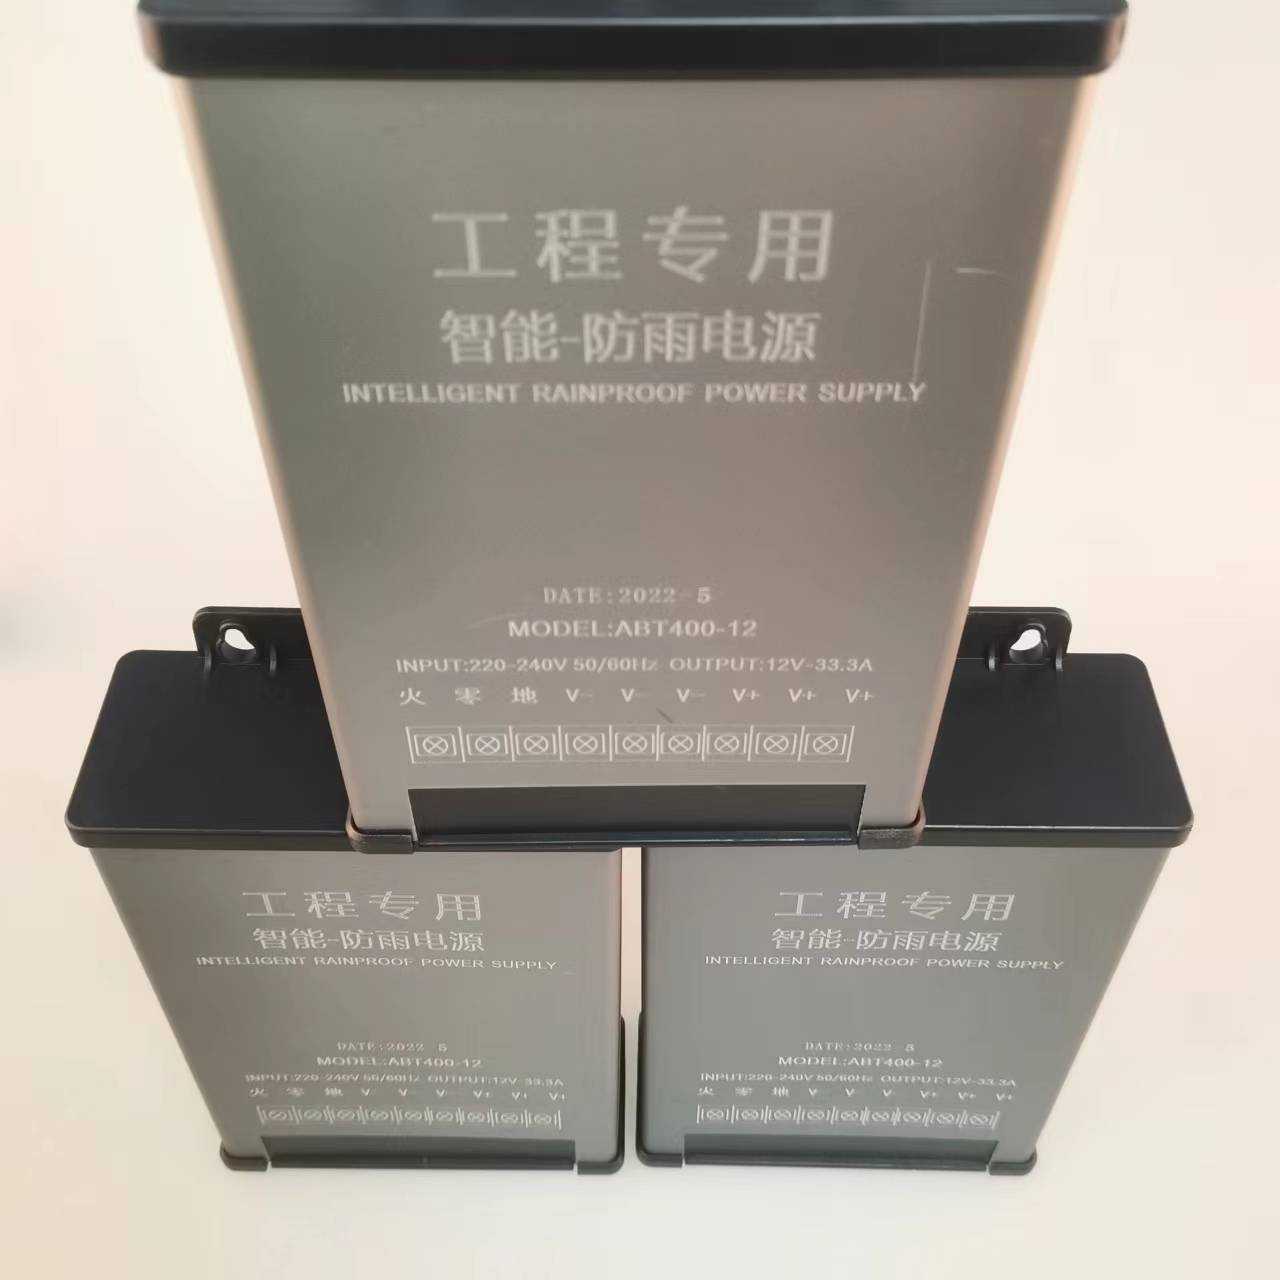 工程专用
智能-防雨电源
INTELLIGENT RAINPROOF POWER SUPPLY
DATE:2022-5
MODEL:ABT400-12
INPUT:220-240V 50/60Hz OUTPUT:12V-33.3A
火 零 地 V- V- V- V+ V+ V+
工程专用
智能-防雨电源
INTELLIGENT RAINPROOF POWER SUPPLY
DATE:2022 5
MODEL:ABT400-12
INPUT:220-240V 50/60Hz OUTPUT:12V-33.3A
火 零 地 V- V- V- V+ V+ V+
工程专用
智能-防雨电源
INTELLIGENT RAINPROOF POWER SUPPLY
DATE:2022 5
MODEL:ABT400-12
INPUT:220-240V 50/60Hz OUTPUT:12V-33.3A
火 零 地 V- V- V- V+ V+ V+